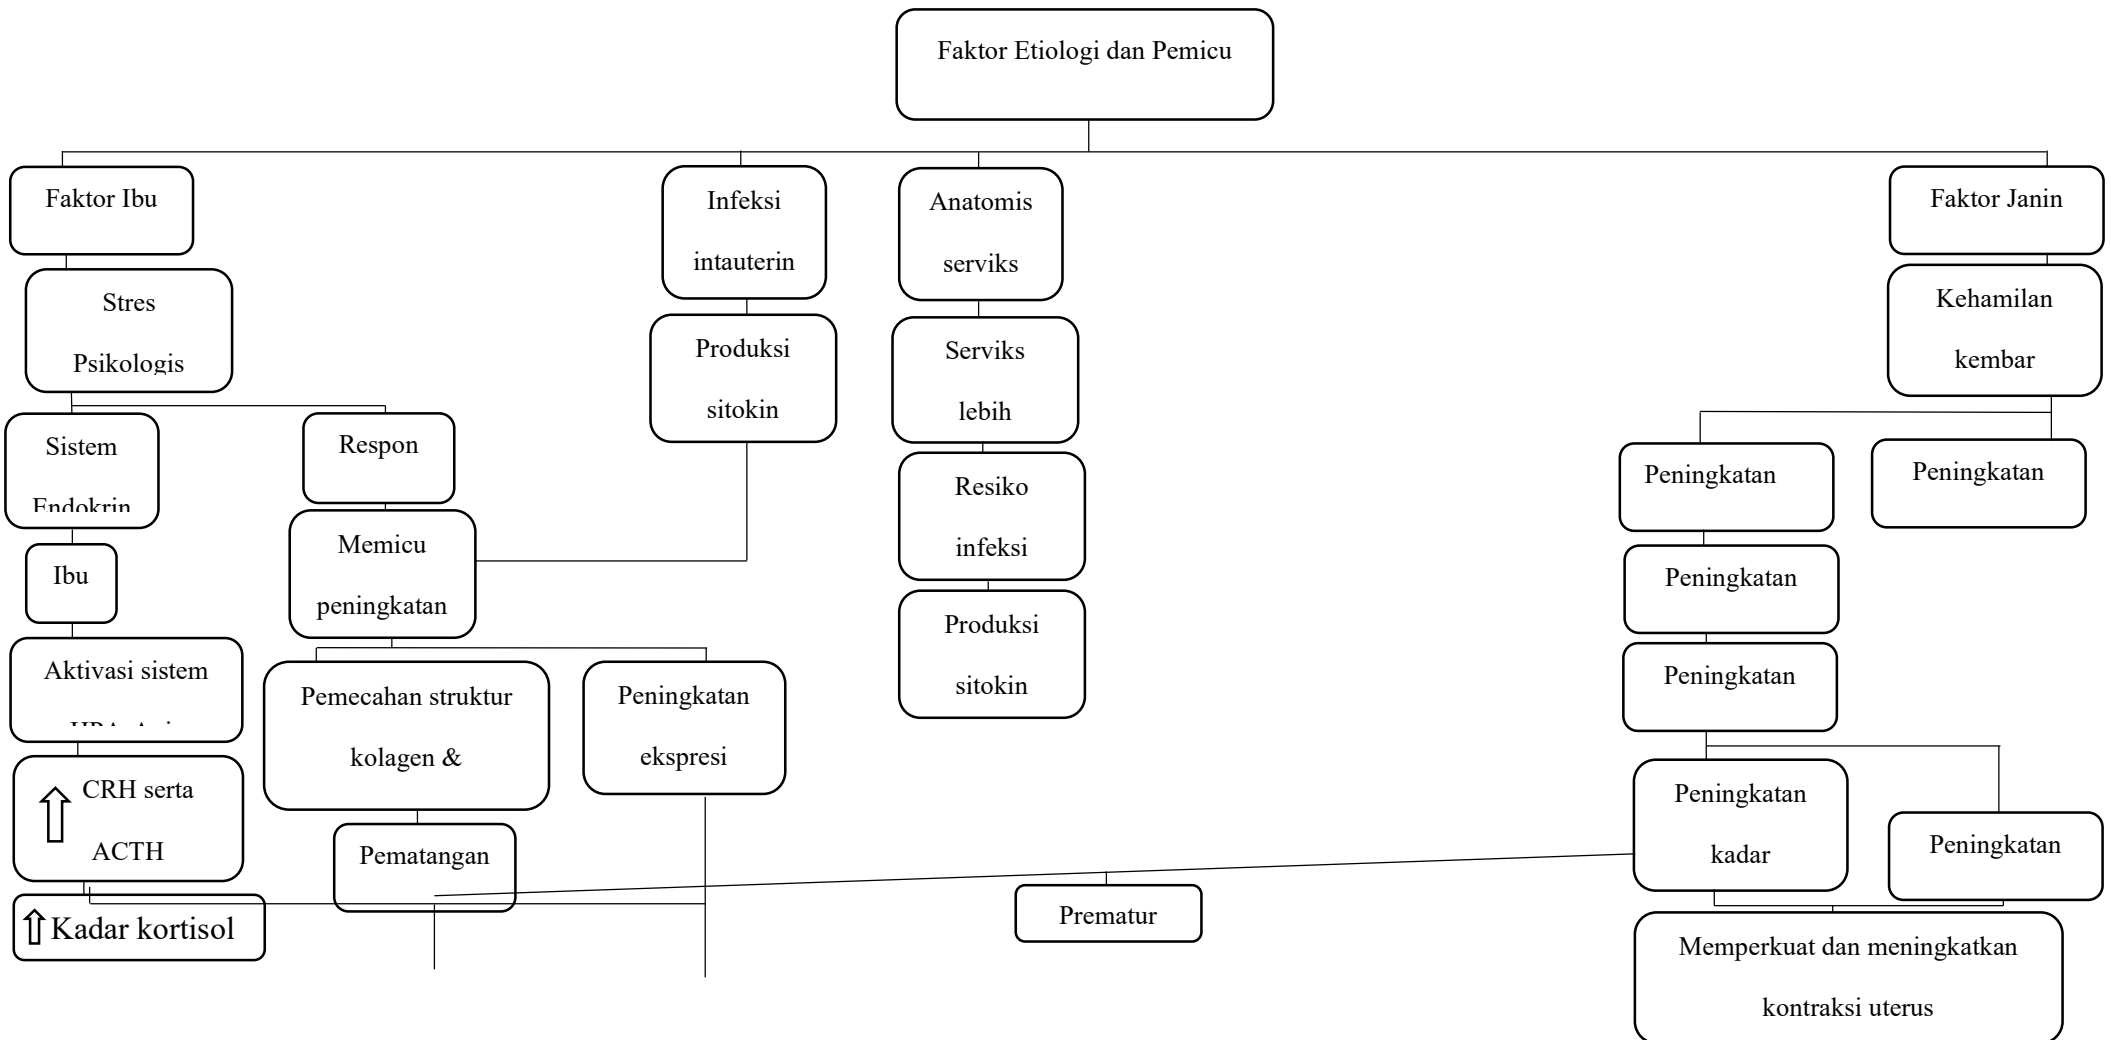 Faktor Etiologi dan Pemicu
Faktor Ibu
Infeksi
intauterin
Anatomis
serviks
Faktor Janin
Stres
Psikologis
Produksi
sitokin
Serviks
lebih
Kehamilan
kembar
Sistem
Endokrin
Respon
Resiko
infeksi
Peningkatan
Peningkatan
Ibu
Memicu
peningkatan
Produksi
sitokin
Peningkatan
Aktivasi sistem
Pemecahan struktur
kolagen &
Peningkatan
ekspresi
Peningkatan
CRH serta
ACTH
Pematangan
Peningkatan
kadar
Peningkatan
Kadar kortisol
Prematur
Memperkuat dan meningkatkan
kontraksi uterus